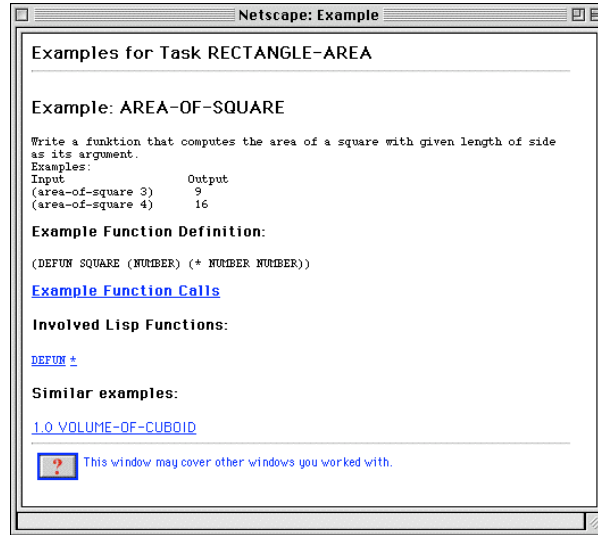 Netscape: Example
Examples for Task RECTANGLE-AREA
Example: AREA-OF-SQUARE
Write a funktion that computes the area of a square with given length of side
as its argument.
Examples:
Input Output
(area-of-square 3) 9
(area-of-square 4) 16
Example Function Definition:
(DEFUN SQUARE (NUMBER) (* NUMBER NUMBER))
Example Function Calls
Involved Lisp Functions:
DEFUN *
Similar examples:
1.0 VOLUME-OF-CUBOID
? This window may cover other windows you worked with.